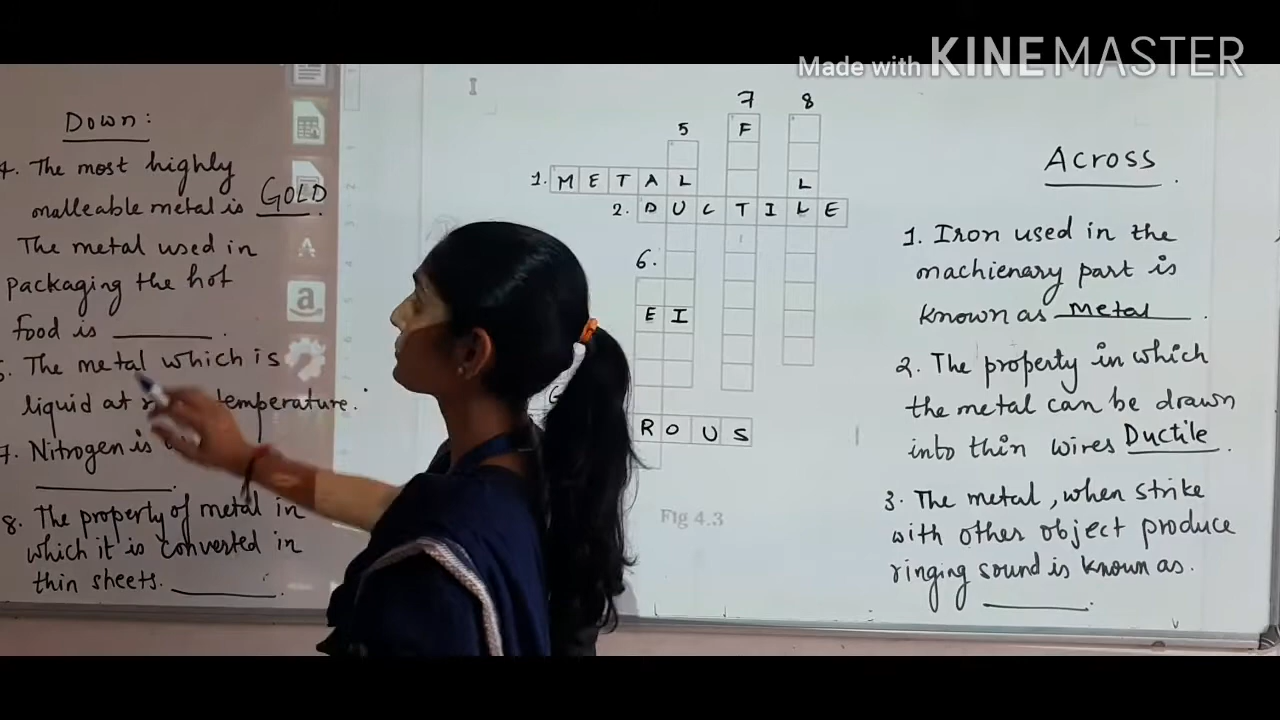 Made with KINEMASTER
Down:
4. The most highly
malleable metal is GOLD.
The metal used in
packaging the hot
food is ________.
5. The metal which is
liquid at temperature.
7. Nitrogen is
________.
8. The property of metal in
which it is converted in
thin sheets. ________.
7 8
5 F
1. M E T A L L
2. D U C T I L E
6.
E I
G
R O U S
Fig 4.3
Across
1. Iron used in the
machienary part is
known as Metal.
2. The property in which
the metal can be drawn
into thin wires Ductile.
3. The metal, when strike
with other object produce
ringing sound is known as.
________.